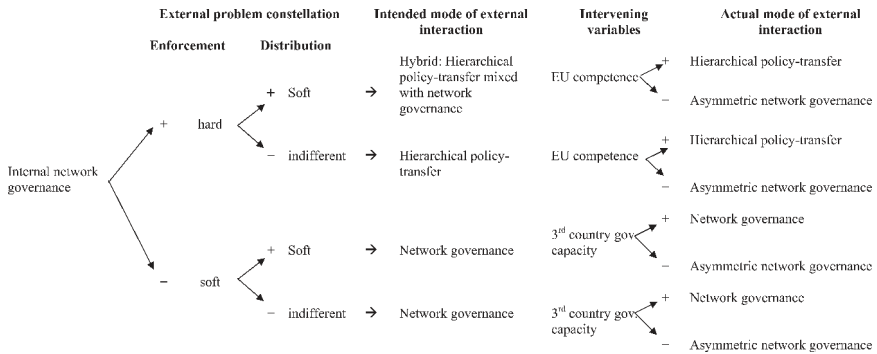 External problem constellation
Intended mode of external
interaction
Intervening
variables
Actual mode of external
interaction
Enforcement
Distribution
Internal network
governance
+ hard
+ Soft →
Hybrid: Hierarchical
policy-transfer mixed
with network
governance
EU competence
+ Hierarchical policy-transfer
− Asymmetric network governance
− indifferent →
Hierarchical policy-
transfer
EU competence
+ Hierarchical policy-transfer
− Asymmetric network governance
− soft
+ Soft → Network governance
3rd country gov
capacity
+ Network governance
− Asymmetric network governance
− indifferent → Network governance
3rd country gov
capacity
+ Network governance
− Asymmetric network governance